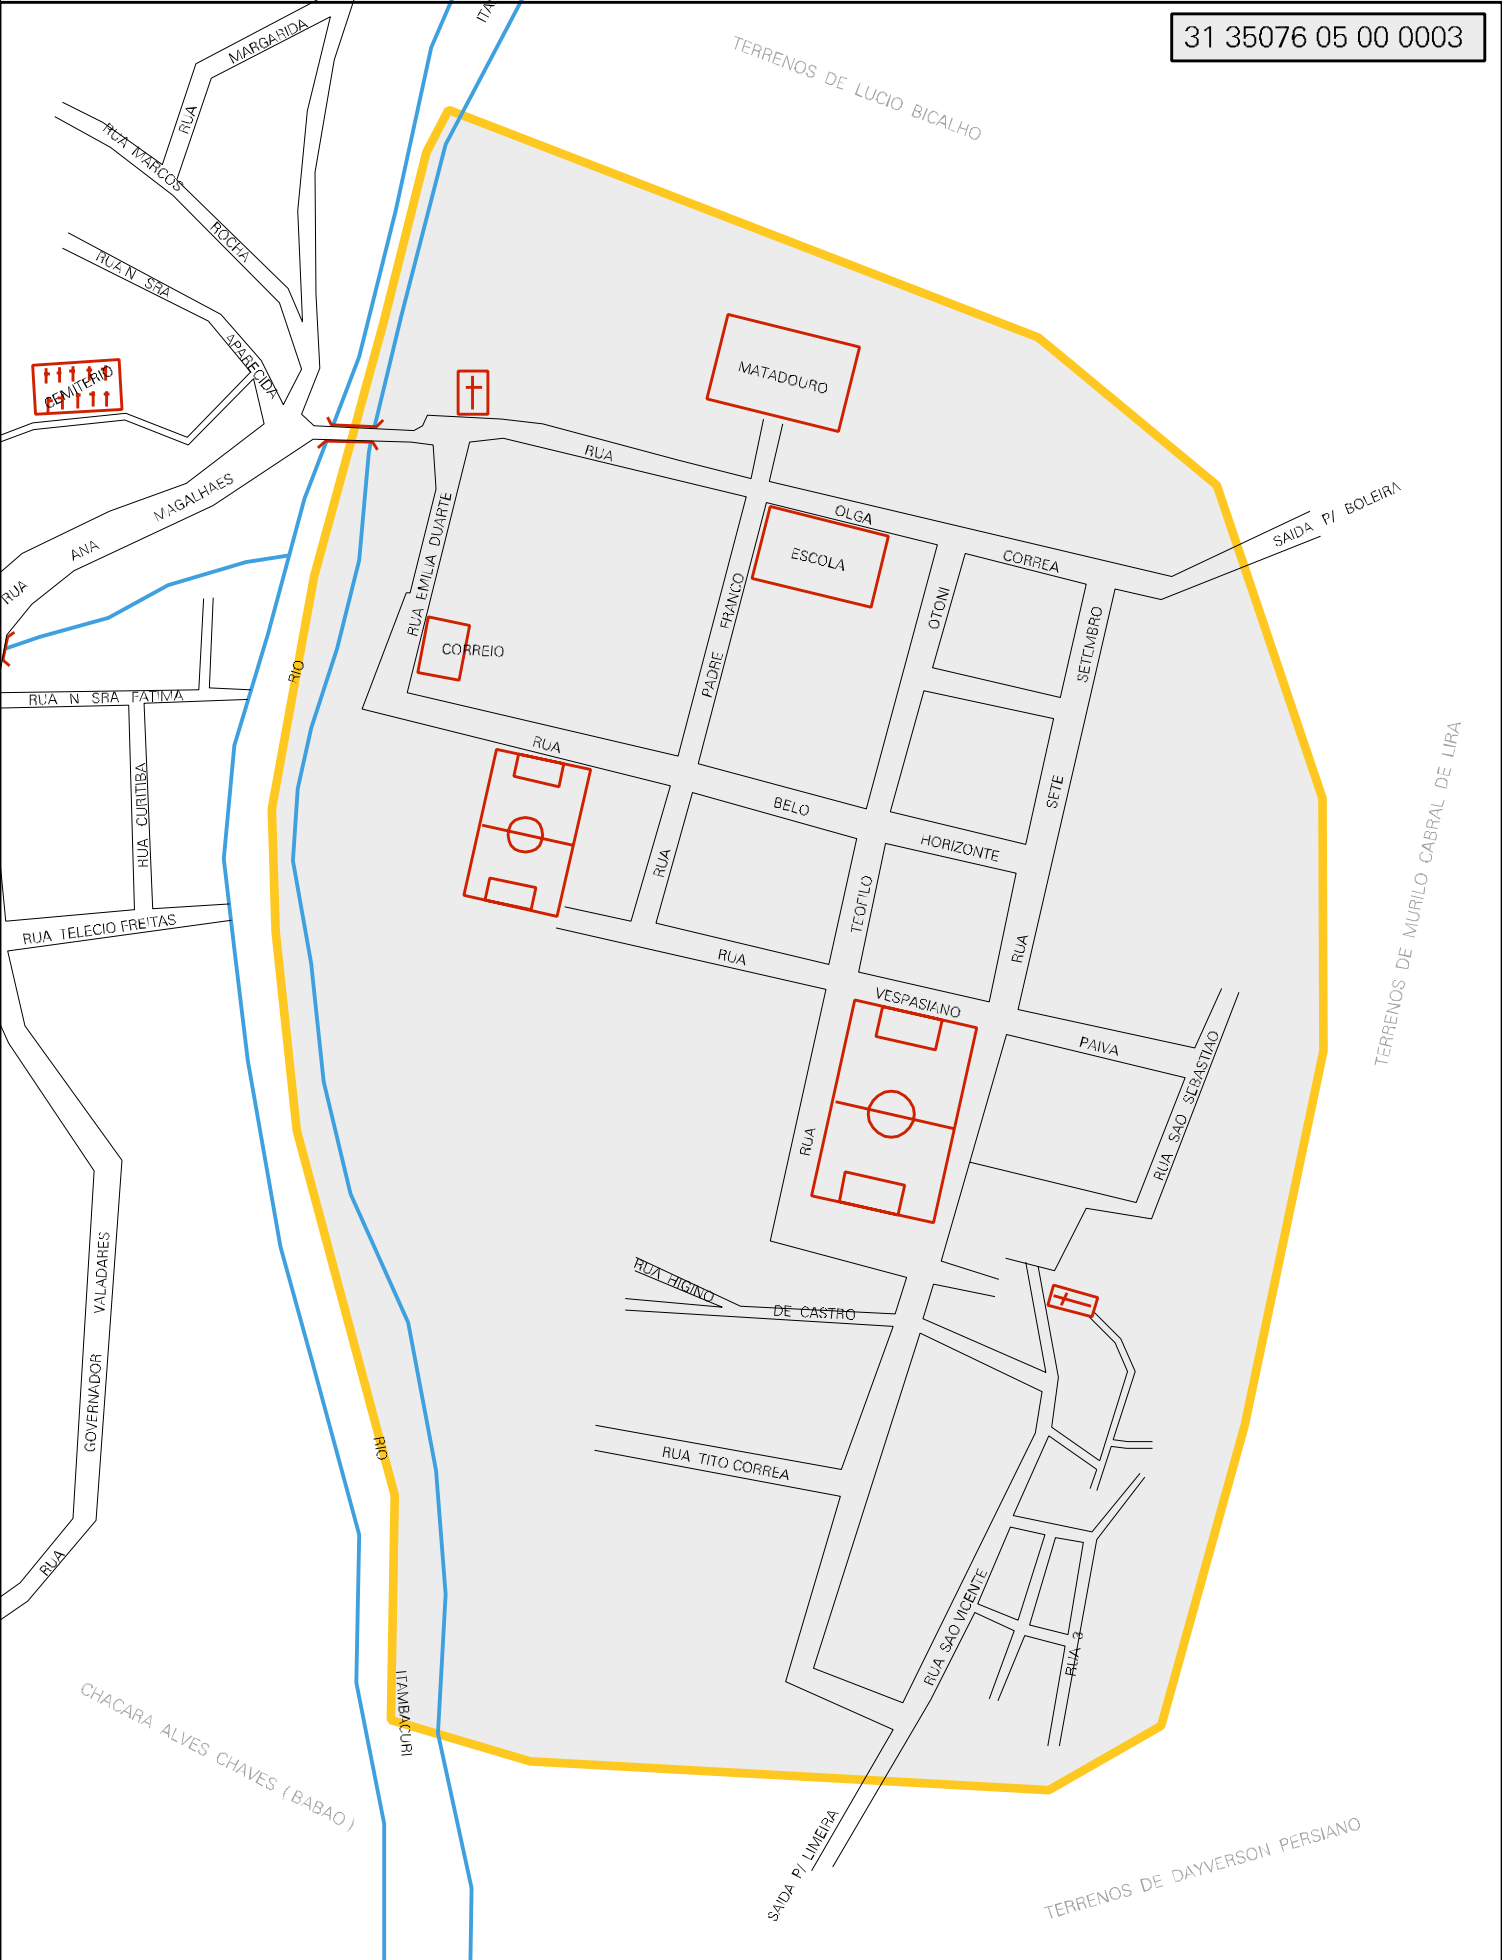 31 35076 05 00 0003
TERRENOS DE LUCIO BICALHO
RUA MARGARIDA
RUA MARCOS ROCHA
RUA N SRA APARECIDA
CEMITERIO
MATADOURO
RUA OLGA CORREA
SAIDA P/ BOLEIRA
RUA ANA MAGALHAES
RUA EMILIA DUARTE
ESCOLA
CORREIO
RUA PADRE FRANCO
RUA TEOFILO OTONI
RUA SETE SETEMBRO
RIO
RUA N SRA FATIMA
RUA CURITIBA
RUA BELO HORIZONTE
TERRENOS DE MURILO CABRAL DE LIRA
RUA TELECIO FREITAS
RUA VESPASIANO PAIVA
RUA SAO SEBASTIAO
RUA HIGINO DE CASTRO
RUA GOVERNADOR VALADARES
RIO ITAMBACURI
RUA TITO CORREA
RUA SAO VICENTE
RUA 3
CHACARA ALVES CHAVES ( BABAO )
SAIDA P/ LIMEIRA
TERRENOS DE DAYVERSON PERSIANO